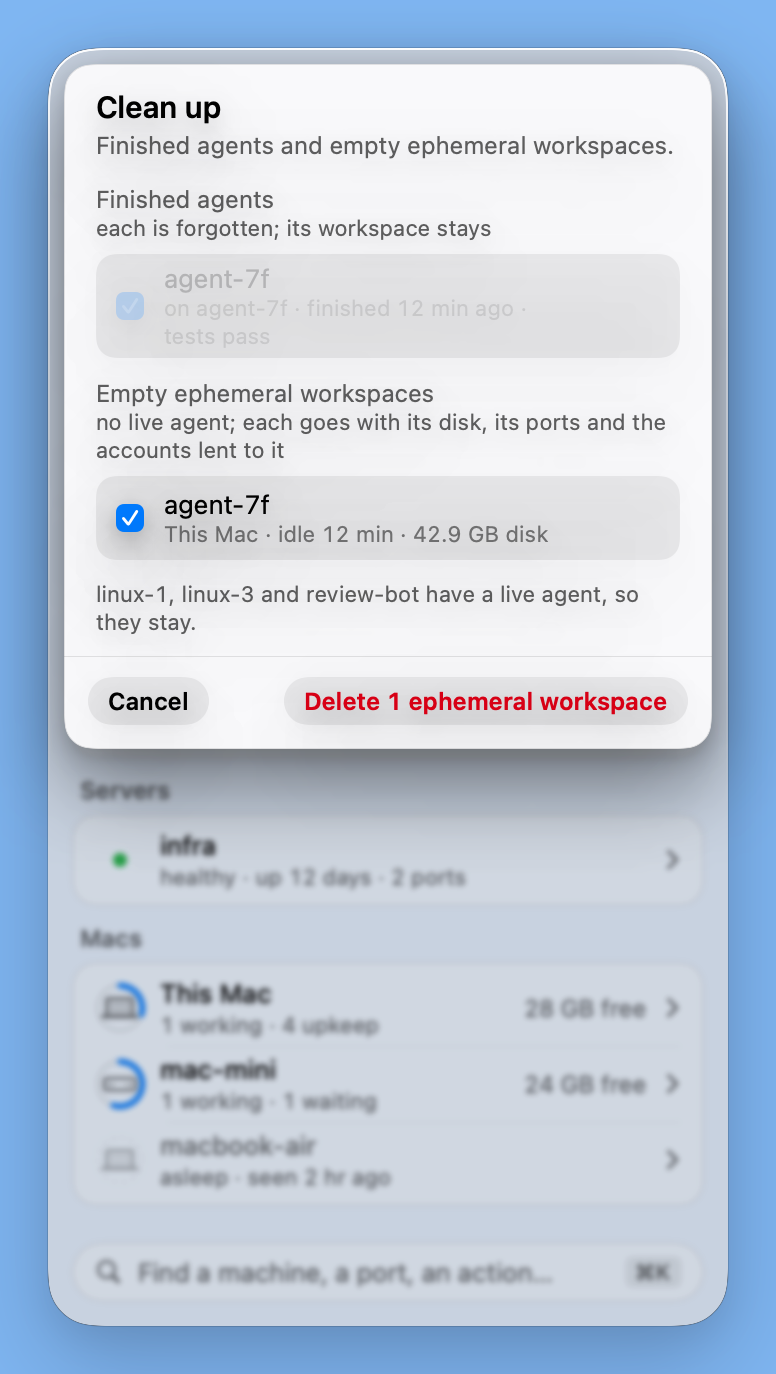 Clean up
Finished agents and empty ephemeral workspaces.
Finished agents
each is forgotten; its workspace stays
agent-7f
on agent-7f · finished 12 min ago ·
tests pass
Empty ephemeral workspaces
no live agent; each goes with its disk, its ports and the
accounts lent to it
agent-7f
This Mac · idle 12 min · 42.9 GB disk
linux-1, linux-3 and review-bot have a live agent, so
they stay.
Cancel
Delete 1 ephemeral workspace
Servers
infra
healthy · up 12 days · 2 ports
Macs
This Mac
28 GB free
1 working · 4 upkeep
mac-mini
24 GB free
1 working · 1 waiting
macbook-air
asleep · seen 2 hr ago
Find a machine, a port, an action...
⌘K